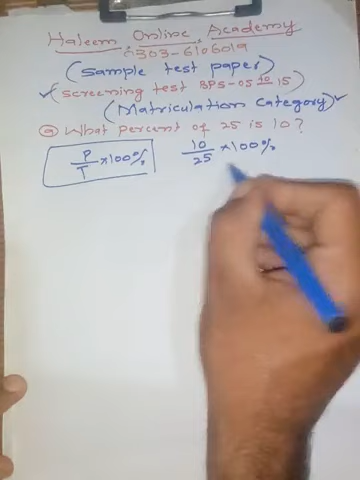 Haleem Online Academy
0303-6106019
(Sample test paper)
✓(Screening test BPS-05 to 15)
(Matriculation Category)✓
Q What percent of 25 is 10?
P/T ×100% 10/25 ×100%